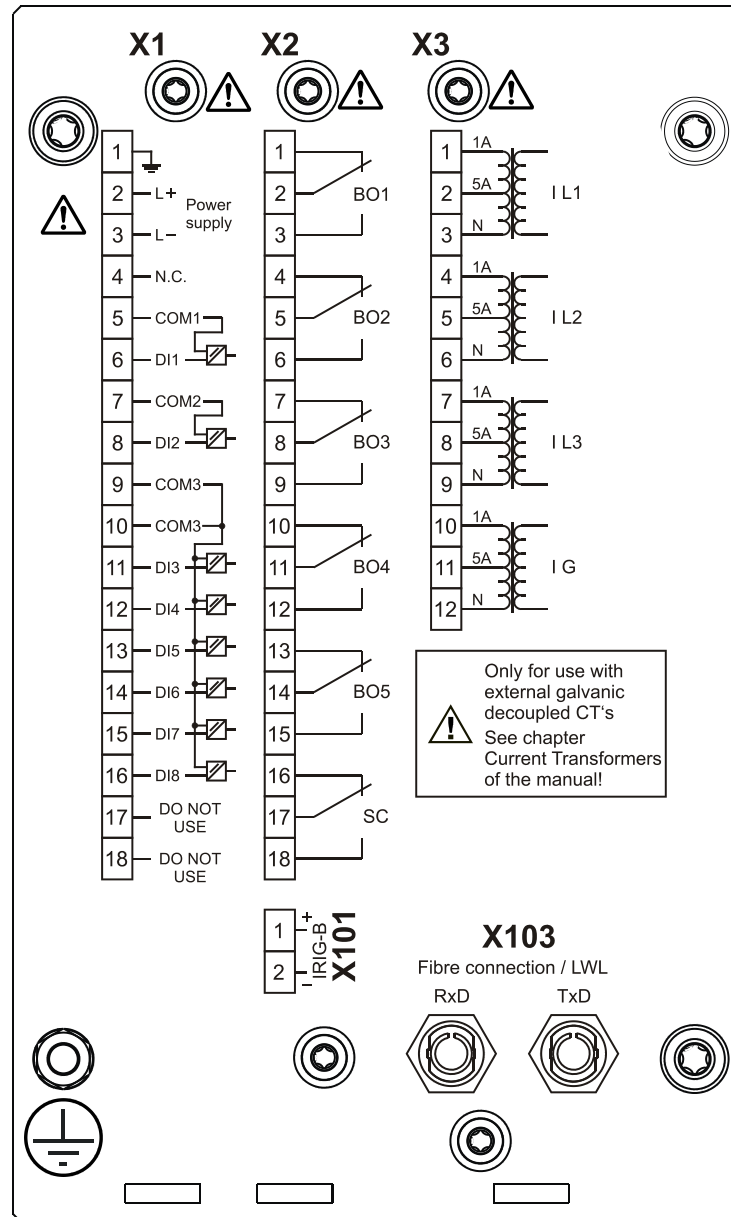 X1 X2 X3
1
2 L+
3 L−
Power
supply
4 N.C.
5 COM1
6 DI1
7 COM2
8 DI2
9 COM3
10 COM3
11 DI3
12 DI4
13 DI5
14 DI6
15 DI7
16 DI8
17 DO NOT
USE
18 DO NOT
USE
1
2 BO1
3
4
5 BO2
6
7
8 BO3
9
10
11 BO4
12
13
14 BO5
15
16
17 SC
18
1 1A
2 5A I L1
3 N
4 1A
5 5A I L2
6 N
7 1A
8 5A I L3
9 N
10 1A
11 5A I G
12 N
Only for use with
external galvanic
decoupled CT‘s
See chapter
Current Transformers
of the manual!
1 +
2 −
IRIG-B
X101
X103
Fibre connection / LWL
RxD TxD